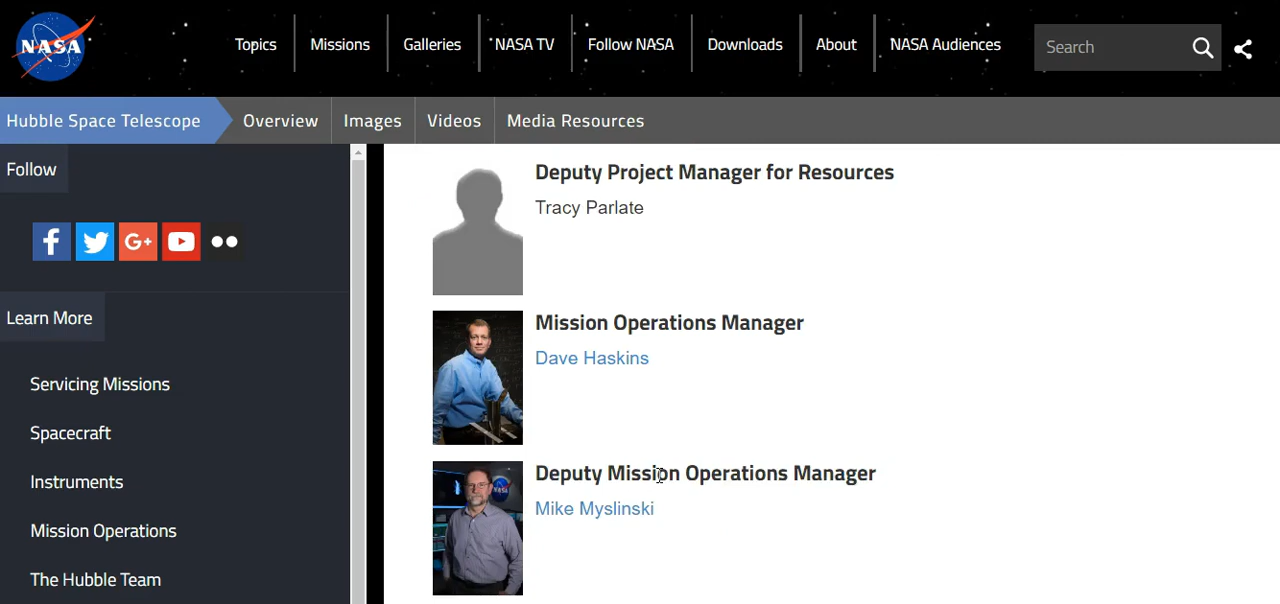 NASA
Topics
Missions
Galleries
NASA TV
Follow NASA
Downloads
About
NASA Audiences
Search
Hubble Space Telescope
Overview
Images
Videos
Media Resources
Follow
f
G+
Learn More
Servicing Missions
Spacecraft
Instruments
Mission Operations
The Hubble Team
Deputy Project Manager for Resources
Tracy Parlate
Mission Operations Manager
Dave Haskins
Deputy Mission Operations Manager
Mike Myslinski
NASA